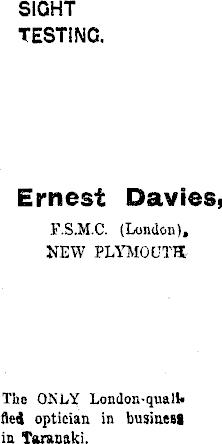 SIGHT
TESTING.
Ernest Davies,
F.S.M.C. (London),
NEW PLYMOUTH
The ONLY London-quali-
fied optician in business
in Taranaki.